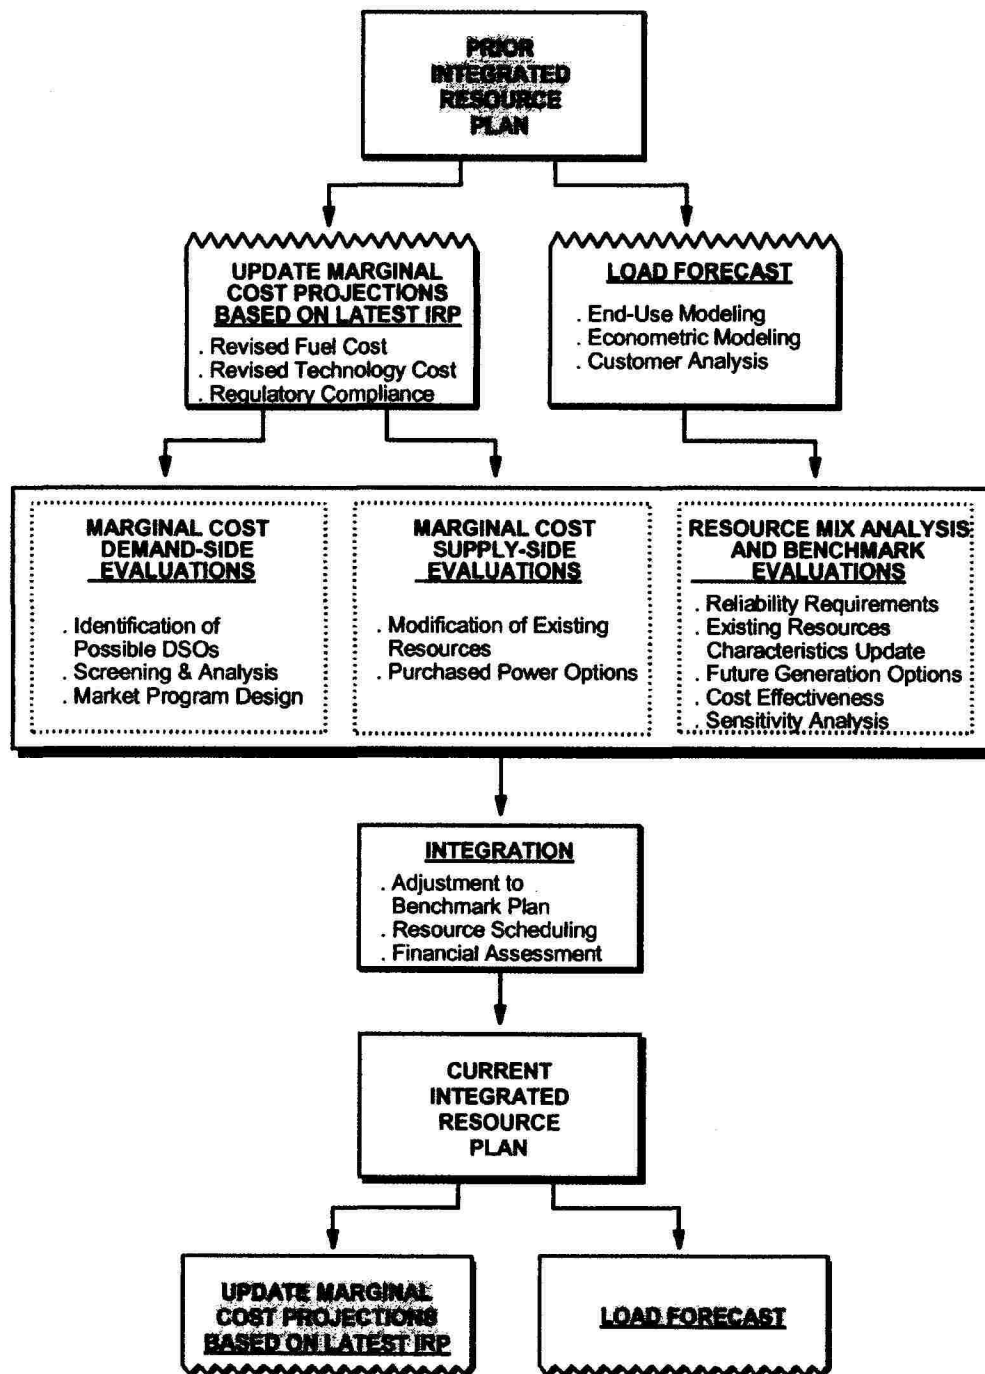 PRIOR
INTEGRATED
RESOURCE
PLAN
UPDATE MARGINAL
COST PROJECTIONS
BASED ON LATEST IRP
. Revised Fuel Cost
. Revised Technology Cost
. Regulatory Compliance
LOAD FORECAST
. End-Use Modeling
. Econometric Modeling
. Customer Analysis
MARGINAL COST
DEMAND-SIDE
EVALUATIONS
. Identification of
Possible DSOs
. Screening & Analysis
. Market Program Design
MARGINAL COST
SUPPLY-SIDE
EVALUATIONS
. Modification of Existing
Resources
. Purchased Power Options
RESOURCE MIX ANALYSIS
AND BENCHMARK
EVALUATIONS
. Reliability Requirements
. Existing Resources
Characteristics Update
. Future Generation Options
. Cost Effectiveness
. Sensitivity Analysis
INTEGRATION
. Adjustment to
Benchmark Plan
. Resource Scheduling
. Financial Assessment
CURRENT
INTEGRATED
RESOURCE
PLAN
UPDATE MARGINAL
COST PROJECTIONS
BASED ON LATEST IRP
LOAD FORECAST